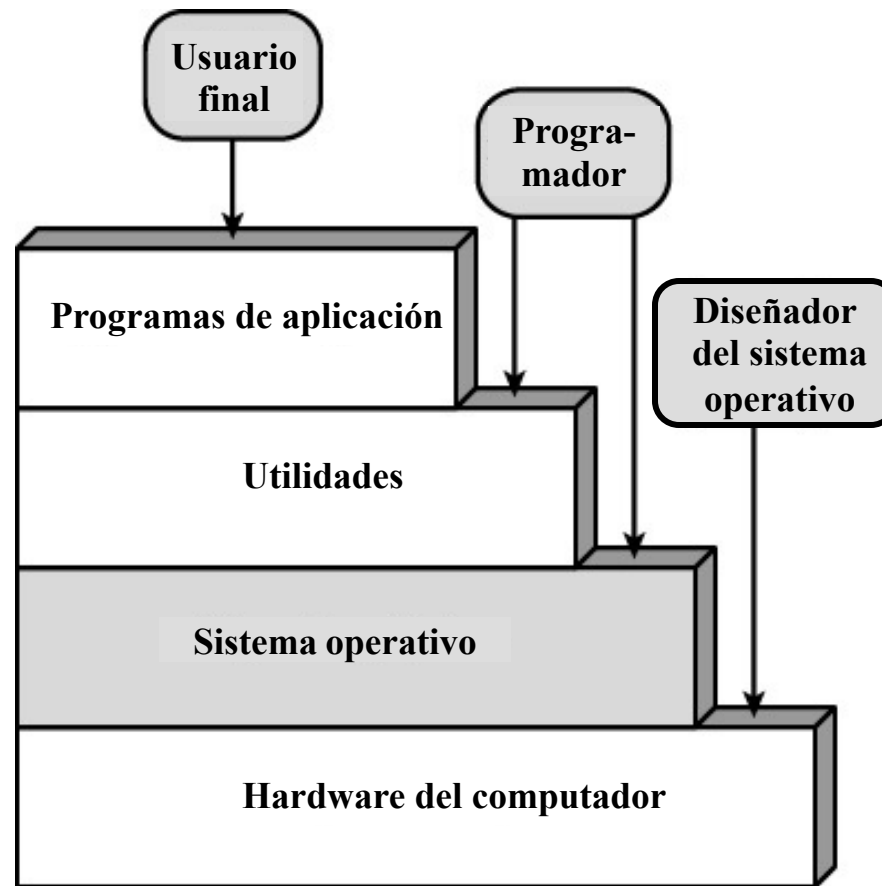 Usuario
final
Progra-
mador
Programas de aplicación
Diseñador
del sistema
operativo
Utilidades
Sistema operativo
Hardware del computador